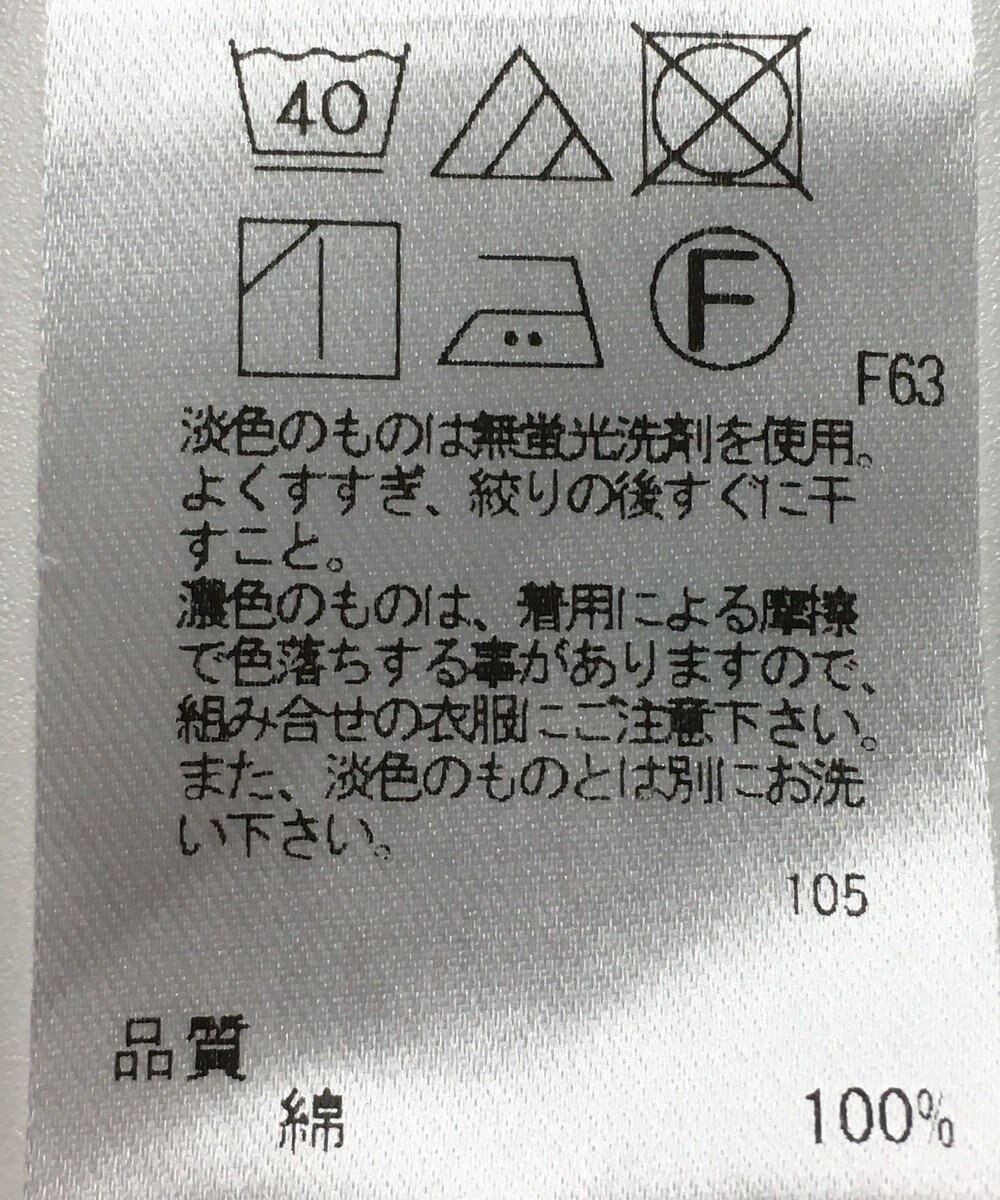 40
F
F63
淡色のものは無蛍光洗剤を使用。
よくすすぎ、絞りの後すぐに干
すこと。
濃色のものは、着用による摩擦
で色落ちする事がありますので、
組み合せの衣服にご注意下さい。
また、淡色のものとは別にお洗
い下さい。
105
品質
綿 100%